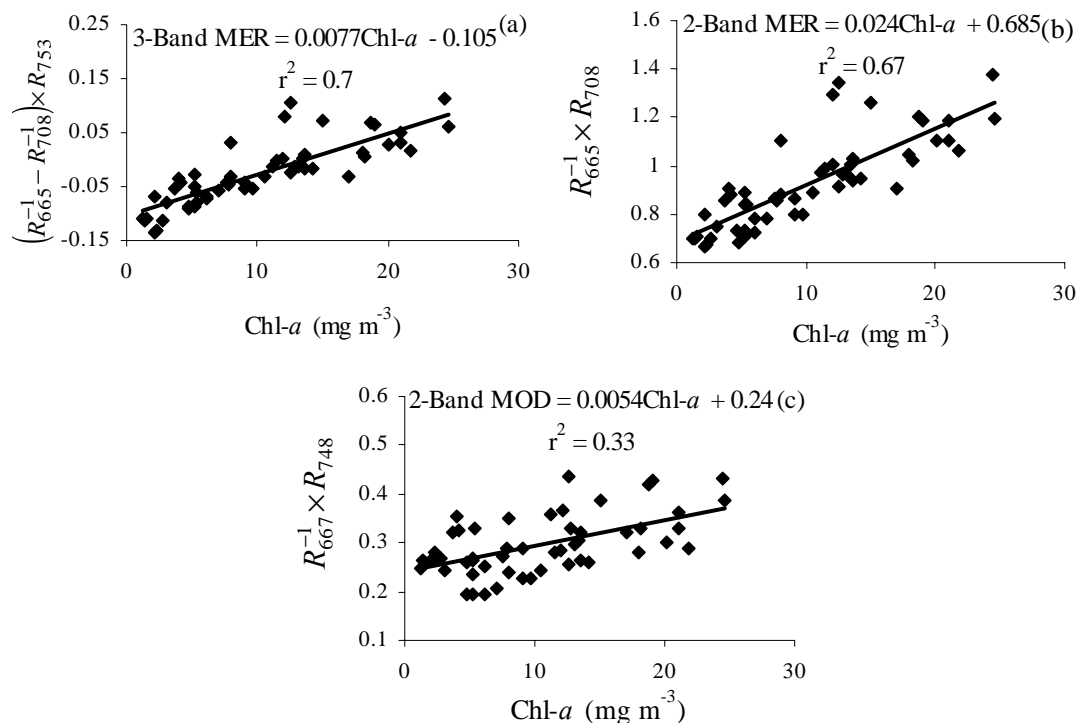 3-Band MER = 0.0077Chl-a - 0.105 (a)
r² = 0.7
(R₆₆₅⁻¹ − R₇₀₈⁻¹) × R₇₅₃
0.25
0.15
0.05
-0.05
-0.15
0 10 20 30
Chl-a (mg m⁻³)
2-Band MER = 0.024Chl-a + 0.685 (b)
r² = 0.67
R₆₆₅⁻¹ × R₇₀₈
1.6
1.4
1.2
1
0.8
0.6
0 10 20 30
Chl-a (mg m⁻³)
2-Band MOD = 0.0054Chl-a + 0.24 (c)
r² = 0.33
R₆₆₇⁻¹ × R₇₄₈
0.6
0.5
0.4
0.3
0.2
0.1
0 10 20 30
Chl-a (mg m⁻³)